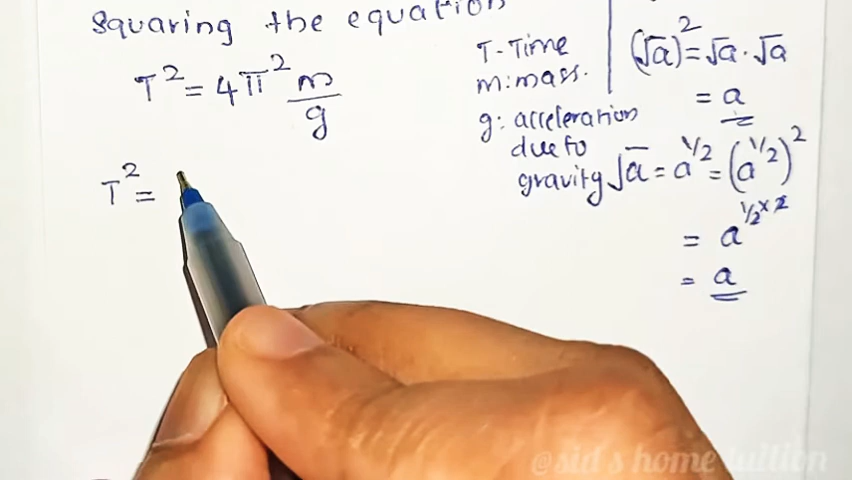 Squaring the equation
T² = 4π² m/g
T² =
T-Time
m: mass.
g: acceleration
due to
gravity
(√a)² = √a · √a
= a
√a = a^1/2 = (a^1/2)²
= a^1/2 × 2
= a
@sid's home tuition